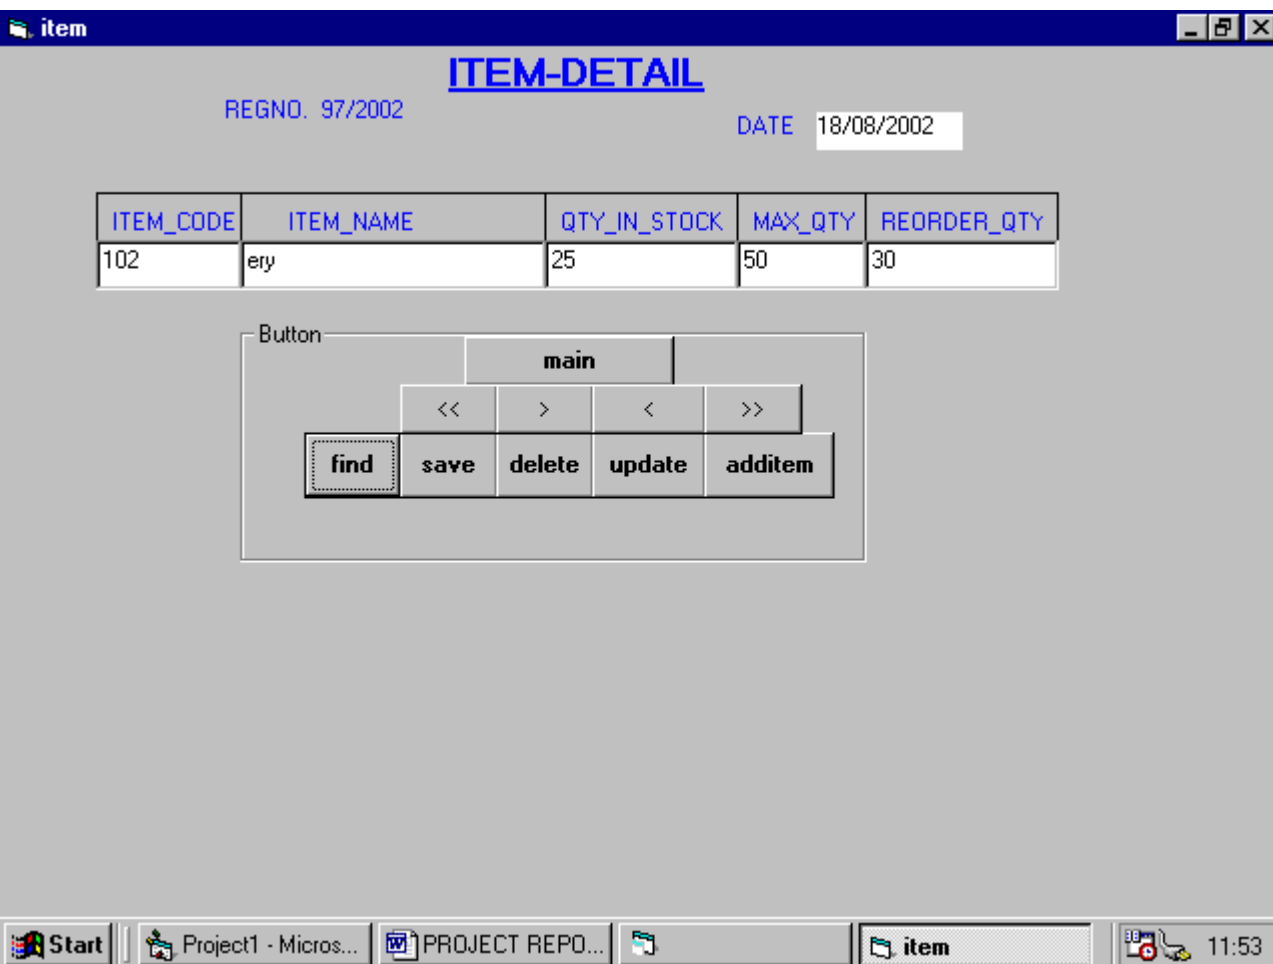 item
ITEM-DETAIL
REGNO. 97/2002
DATE 18/08/2002
ITEM_CODE ITEM_NAME QTY_IN_STOCK MAX_QTY REORDER_QTY
102 ery 25 50 30
Button
main
<< > < >>
find save delete update additem
Start Project1 - Micros... PROJECT REPO... item 11:53